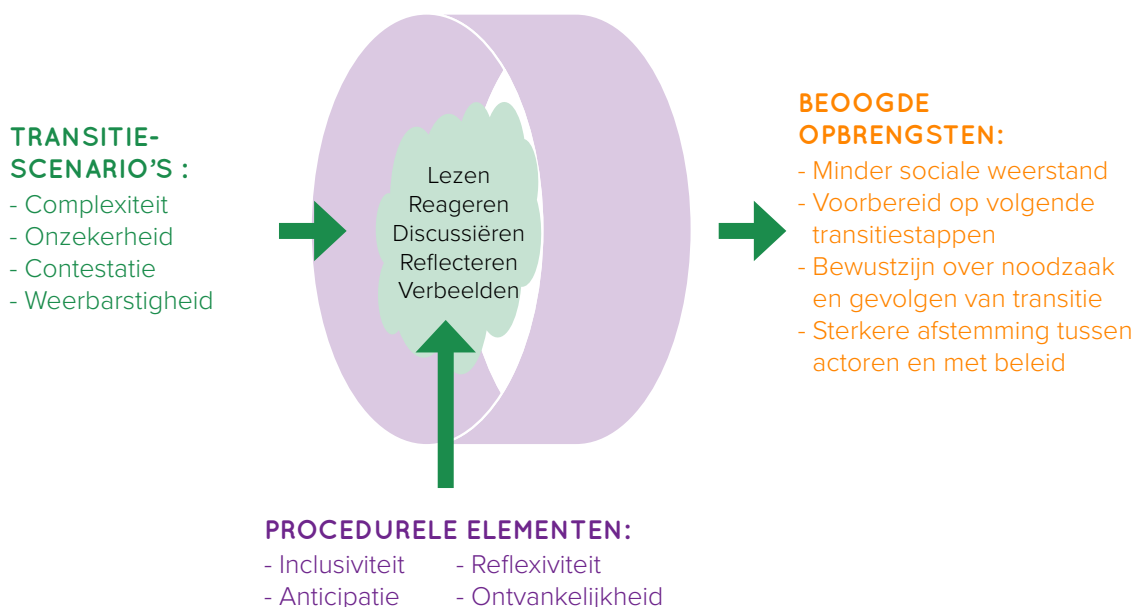 TRANSITIE-
SCENARIO'S :
- Complexiteit
- Onzekerheid
- Contestatie
- Weerbarstigheid
Lezen
Reageren
Discussiëren
Reflecteren
Verbeelden
BEOOGDE
OPBRENGSTEN:
- Minder sociale weerstand
- Voorbereid op volgende
transitiestappen
- Bewustzijn over noodzaak
en gevolgen van transitie
- Sterkere afstemming tussen
actoren en met beleid
PROCEDURELE ELEMENTEN:
- Inclusiviteit - Reflexiviteit
- Anticipatie - Ontvankelijkheid